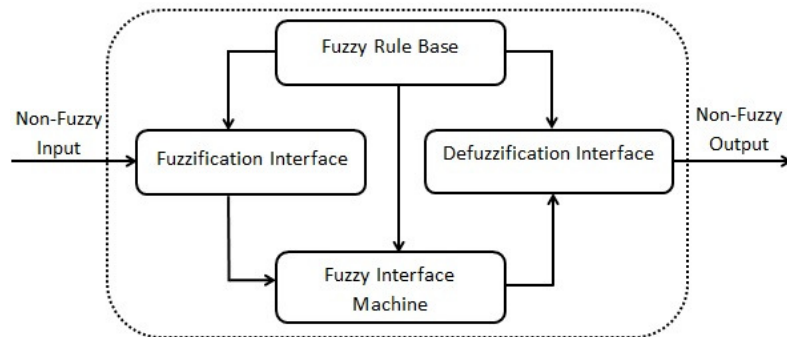 Fuzzy Rule Base
Non-Fuzzy
Input
Fuzzification Interface
Defuzzification Interface
Non-Fuzzy
Output
Fuzzy Interface
Machine